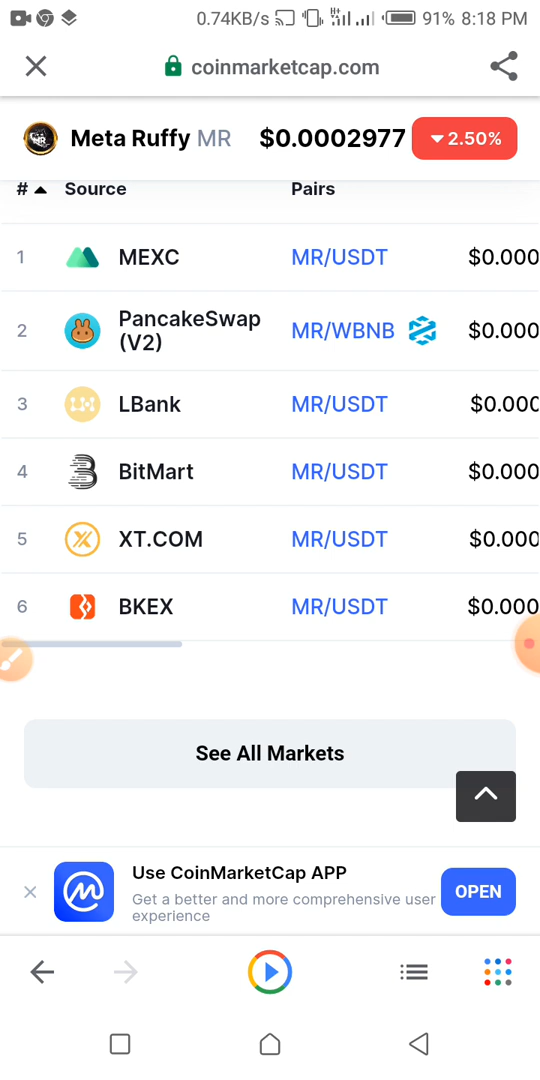 0.74KB/s 91% 8:18 PM
coinmarketcap.com
Meta Ruffy MR $0.0002977 2.50%
# Source Pairs
1 MEXC MR/USDT $0.000
2 PancakeSwap (V2) MR/WBNB $0.000
3 LBank MR/USDT $0.000
4 BitMart MR/USDT $0.000
5 XT.COM MR/USDT $0.000
6 BKEX MR/USDT $0.000
See All Markets
Use CoinMarketCap APP
Get a better and more comprehensive user
experience
OPEN